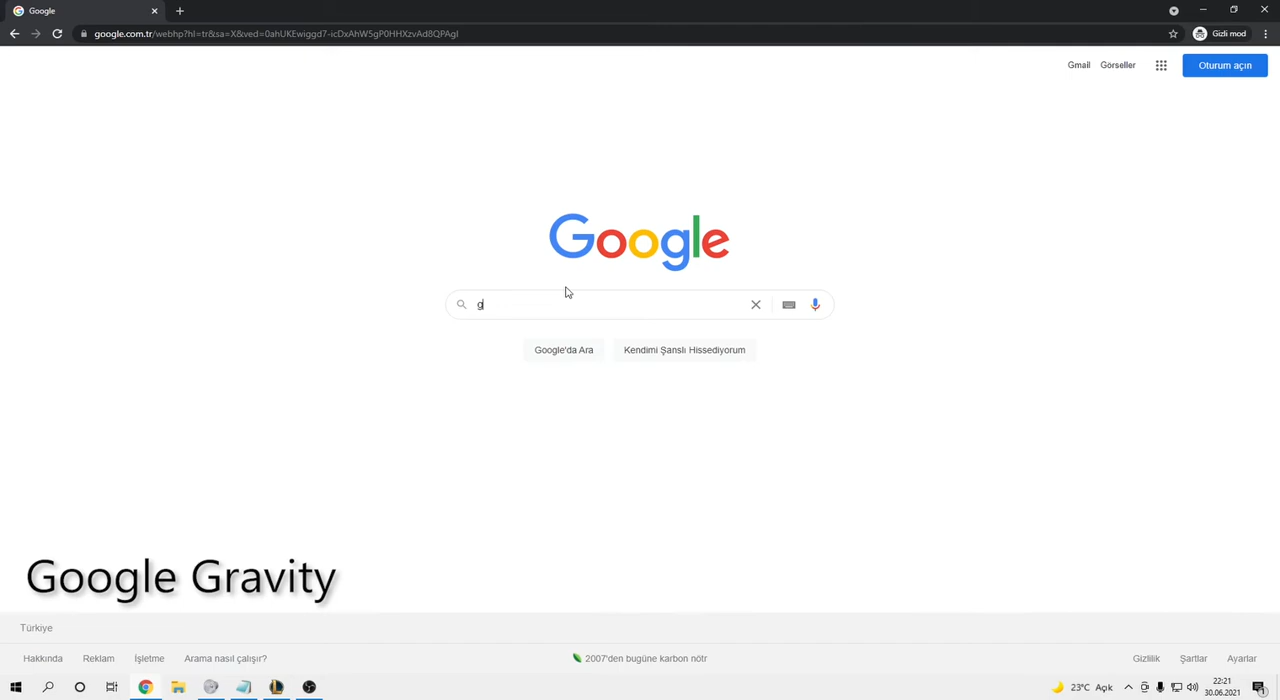 Google
google.com.tr/webhp?hl=tr&sa=X&ved=0ahUKEwiggd7-icDxAhW5gP0HHXzvAd8QPAgI
Gizli mod
Gmail
Görseller
Oturum açın
Google
g
Google'da Ara
Kendimi Şanslı Hissediyorum
Google Gravity
Türkiye
Hakkında
Reklam
İşletme
Arama nasıl çalışır?
2007'den bugüne karbon nötr
Gizlilik
Şartlar
Ayarlar
23°C Açık
22:21
30.06.2021